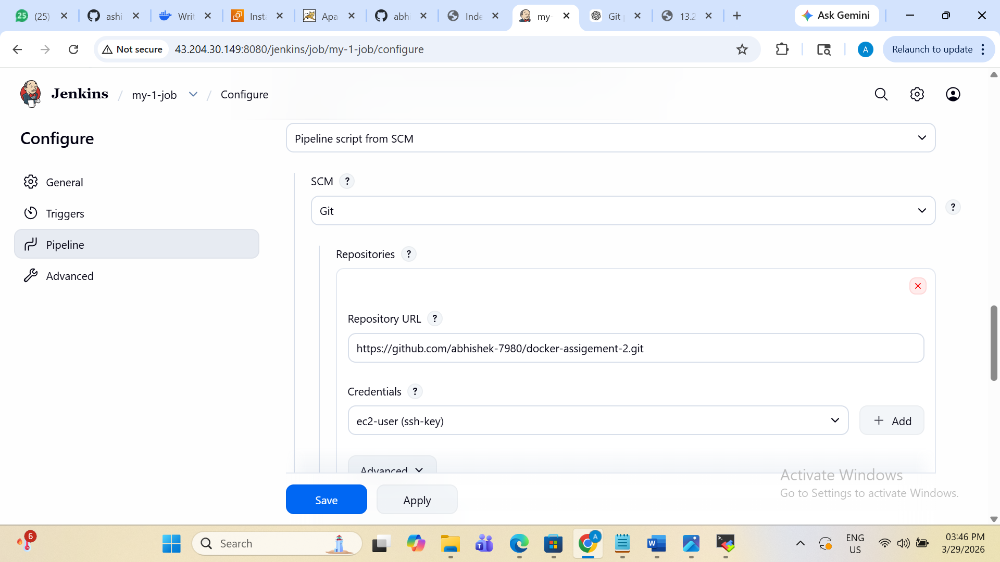 25 (25)
ashi
Writ
Inst
Apa
abhi
Inde
my-
Git
13.2
Ask Gemini
Not secure
43.204.30.149:8080/jenkins/job/my-1-job/configure
A
Relaunch to update
Jenkins / my-1-job / Configure
Configure
General
Triggers
Pipeline
Advanced
Pipeline script from SCM
SCM ?
Git
?
Repositories ?
Repository URL ?
https://github.com/abhishek-7980/docker-assigement-2.git
Credentials ?
ec2-user (ssh-key)
+ Add
Advanced
Save
Apply
Activate Windows
Go to Settings to activate Windows.
6
Search
A
ENG
US
03:46 PM
3/29/2026